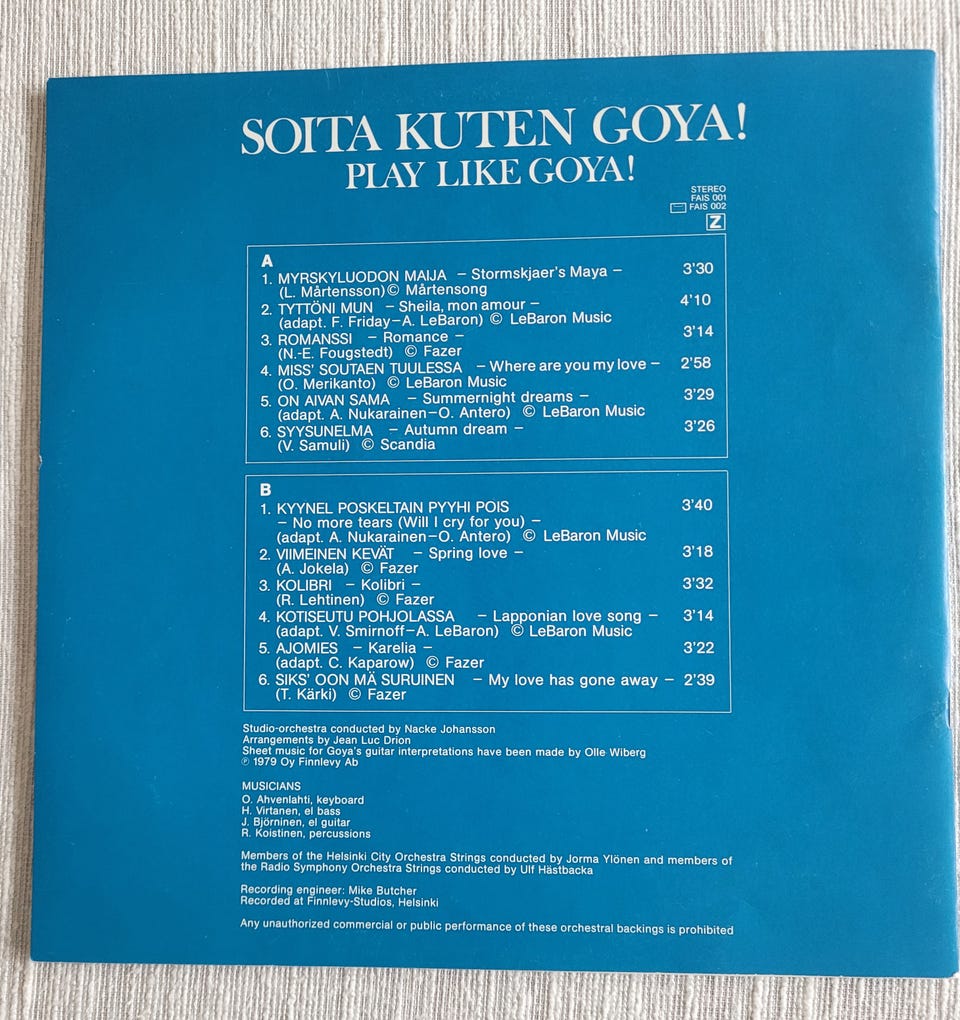 SOITA KUTEN GOYA!
PLAY LIKE GOYA!
STEREO
FAIS 001
FAIS 002
Z
A
1. MYRSKYLUODON MAIJA – Stormskjaer's Maya – 3'30
(L. Mårtensson) © Mårtensong
2. TYTTÖNI MUN – Sheila, mon amour – 4'10
(adapt. F. Friday–A. LeBaron) © LeBaron Music
3. ROMANSSI – Romance – 3'14
(N.-E. Fougstedt) © Fazer
4. MISS' SOUTAEN TUULESSA – Where are you my love – 2'58
(O. Merikanto) © LeBaron Music
5. ON AIVAN SAMA – Summernight dreams – 3'29
(adapt. A. Nukarainen–O. Antero) © LeBaron Music
6. SYYSUNELMA – Autumn dream – 3'26
(V. Samuli) © Scandia
B
1. KYYNEL POSKELTAIN PYYHI POIS 3'40
– No more tears (Will I cry for you) –
(adapt. A. Nukarainen–O. Antero) © LeBaron Music
2. VIIMEINEN KEVÄT – Spring love – 3'18
(A. Jokela) © Fazer
3. KOLIBRI – Kolibri – 3'32
(R. Lehtinen) © Fazer
4. KOTISEUTU POHJOLASSA – Lapponian love song – 3'14
(adapt. V. Smirnoff–A. LeBaron) © LeBaron Music
5. AJOMIES – Karelia – 3'22
(adapt. C. Kaparow) © Fazer
6. SIKS' OON MÄ SURUINEN – My love has gone away – 2'39
(T. Kärki) © Fazer
Studio-orchestra conducted by Nacke Johansson
Arrangements by Jean Luc Drion
Sheet music for Goya's guitar interpretations have been made by Olle Wiberg
℗ 1979 Oy Finnlevy Ab
MUSICIANS
O. Ahvenlahti, keyboard
H. Virtanen, el bass
J. Björninen, el guitar
R. Koistinen, percussions
Members of the Helsinki City Orchestra Strings conducted by Jorma Ylönen and members of
the Radio Symphony Orchestra Strings conducted by Ulf Hästbacka
Recording engineer: Mike Butcher
Recorded at Finnlevy-Studios, Helsinki
Any unauthorized commercial or public performance of these orchestral backings is prohibited